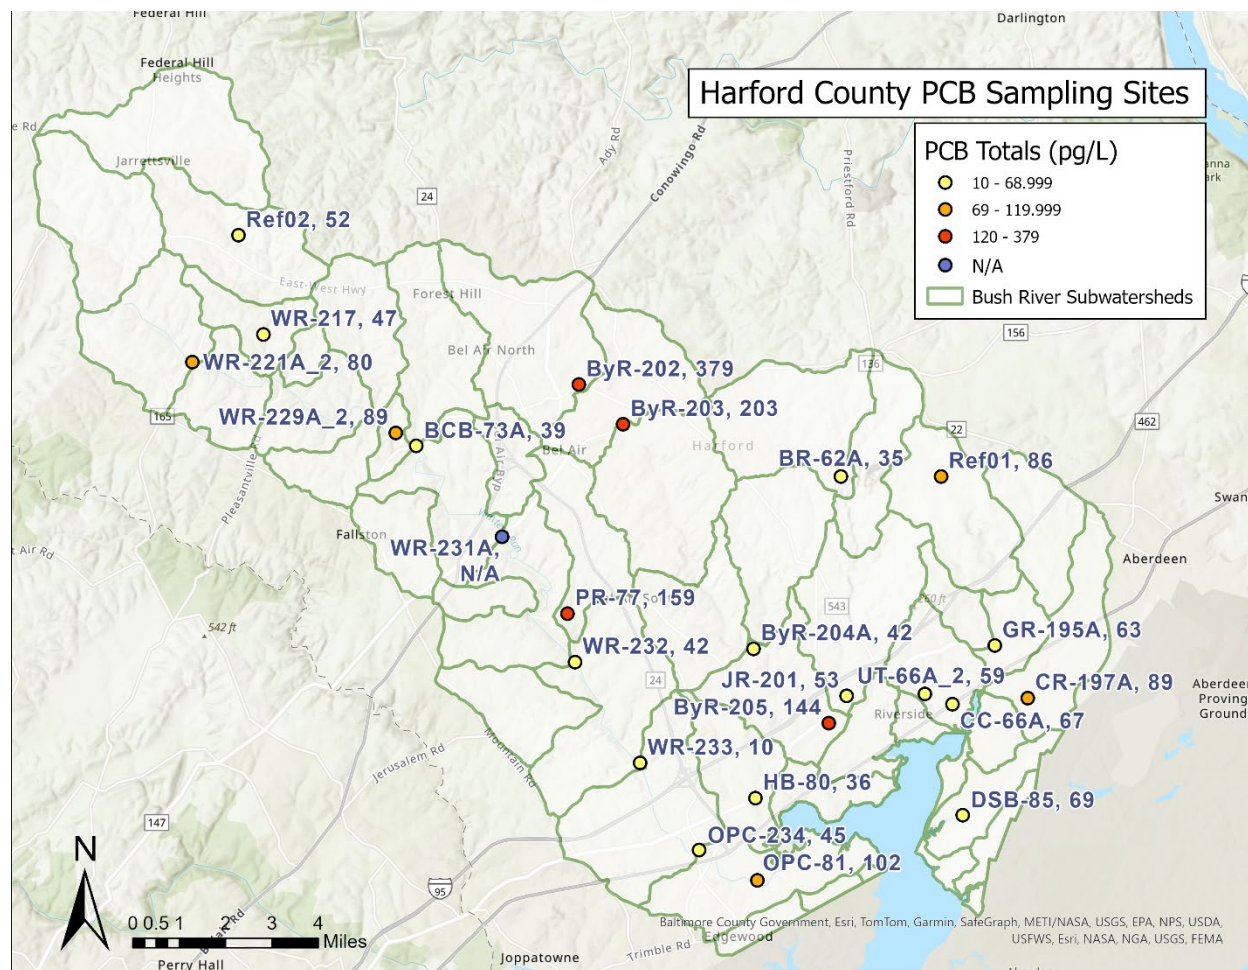 Federal Hill
Darlington
Federal Hill
Heights
Harford County PCB Sampling Sites
Conowingo Rd
Ady Rd
Priestford Rd
PCB Totals (pg/L)
10 - 68.999
69 - 119.999
120 - 379
N/A
Bush River Subwatersheds
Jarrettsville
24
Ref02, 52
East-West Hwy
Forest Hill
WR-217, 47
Bel Air North
156
WR-221A_2, 80
ByR-202, 379
136
ByR-203, 203
165
WR-229A_2, 89
BCB-73A, 39
Bel Air
Harford
22
462
BR-62A, 35
Ref01, 86
Pleasantville Rd
Air Byp
Swan
Fallston
t Air Rd
WR-231A,
N/A
Aberdeen
PR-77, 159
543
260 ft
542 ft
ByR-204A, 42
GR-195A, 63
WR-232, 42
24
JR-201, 53
UT-66A_2, 59
CR-197A, 89
Aberdeen
Proving
Ground
ByR-205, 144
Riverside
CC-66A, 67
Mountain Rd
Jerusalem Rd
WR-233, 10
HB-80, 36
DSB-85, 69
147
N
OPC-234, 45
OPC-81, 102
95
0 0.5 1 2 3 4
Miles
Baltimore County Government, Esri, TomTom, Garmin, SafeGraph, METI/NASA, USGS, EPA, NPS, USDA,
USFWS, Esri, NASA, NGA, USGS, FEMA
Edgewood
Trimble Rd
Joppatowne
Perry Hall